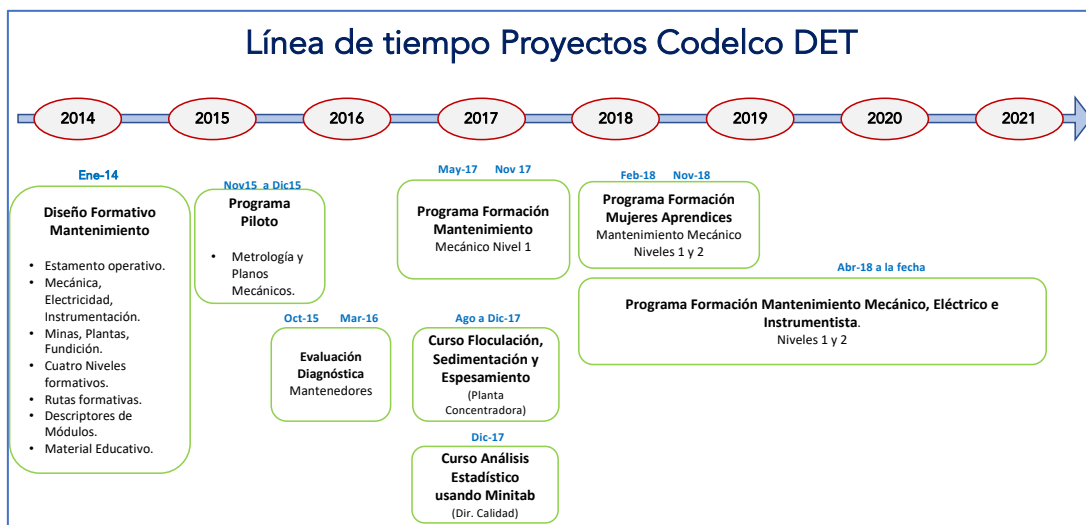 Línea de tiempo Proyectos Codelco DET
2014
2015
2016
2017
2018
2019
2020
2021
Ene-14
Diseño Formativo
Mantenimiento
• Estamento operativo.
• Mecánica,
Electricidad,
Instrumentación.
• Minas, Plantas,
Fundición.
• Cuatro Niveles
formativos.
• Rutas formativas.
• Descriptores de
Módulos.
• Material Educativo.
Nov15 a Dic15
Programa
Piloto
• Metrología y
Planos
Mecánicos.
Oct-15 Mar-16
Evaluación
Diagnóstica
Mantenedores
May-17 Nov 17
Programa Formación
Mantenimiento
Mecánico Nivel 1
Ago a Dic-17
Curso Floculación,
Sedimentación y
Espesamiento
(Planta
Concentradora)
Dic-17
Curso Análisis
Estadístico
usando Minitab
(Dir. Calidad)
Feb-18 Nov-18
Programa Formación
Mujeres Aprendices
Mantenimiento Mecánico
Niveles 1 y 2
Abr-18 a la fecha
Programa Formación Mantenimiento Mecánico, Eléctrico e
Instrumentista.
Niveles 1 y 2